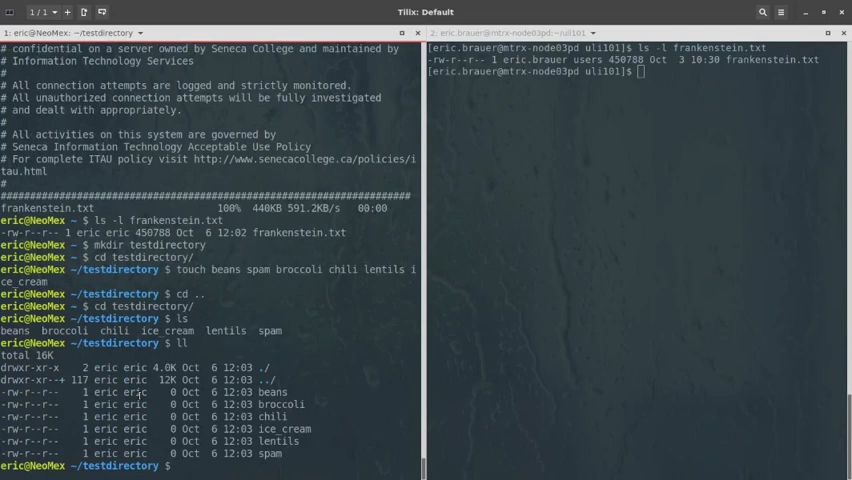 1 / 1
Tilix: Default
1: eric@NeoMex: ~/testdirectory
# confidential on a server owned by Seneca College and maintained by
# Information Technology Services
#
# All connection attempts are logged and strictly monitored.
# All unauthorized connection attempts will be fully investigated
# and dealt with appropriately.
#
# All activities on this system are governed by
# Seneca Information Technology Acceptable Use Policy
# For complete ITAU policy visit http://www.senecacollege.ca/policies/i
tau.html
#
#######################################################################
frankenstein.txt 100% 440KB 591.2KB/s 00:00
eric@NeoMex ~ $ ls -l frankenstein.txt
-rw-r--r-- 1 eric eric 450788 Oct 6 12:02 frankenstein.txt
eric@NeoMex ~ $ mkdir testdirectory
eric@NeoMex ~ $ cd testdirectory/
eric@NeoMex ~/testdirectory $ touch beans spam broccoli chili lentils i
ce_cream
eric@NeoMex ~/testdirectory $ cd ..
eric@NeoMex ~ $ cd testdirectory/
eric@NeoMex ~/testdirectory $ ls
beans broccoli chili ice_cream lentils spam
eric@NeoMex ~/testdirectory $ ll
total 16K
drwxr-xr-x 2 eric eric 4.0K Oct 6 12:03 ./
drwxr-xr--+ 117 eric eric 12K Oct 6 12:03 ../
-rw-r--r-- 1 eric eric 0 Oct 6 12:03 beans
-rw-r--r-- 1 eric eric 0 Oct 6 12:03 broccoli
-rw-r--r-- 1 eric eric 0 Oct 6 12:03 chili
-rw-r--r-- 1 eric eric 0 Oct 6 12:03 ice_cream
-rw-r--r-- 1 eric eric 0 Oct 6 12:03 lentils
-rw-r--r-- 1 eric eric 0 Oct 6 12:03 spam
eric@NeoMex ~/testdirectory $
2: eric.brauer@mtrx-node03pd:~/uli101
[eric.brauer@mtrx-node03pd uli101]$ ls -l frankenstein.txt
-rw-r--r-- 1 eric.brauer users 450788 Oct 3 10:30 frankenstein.txt
[eric.brauer@mtrx-node03pd uli101]$